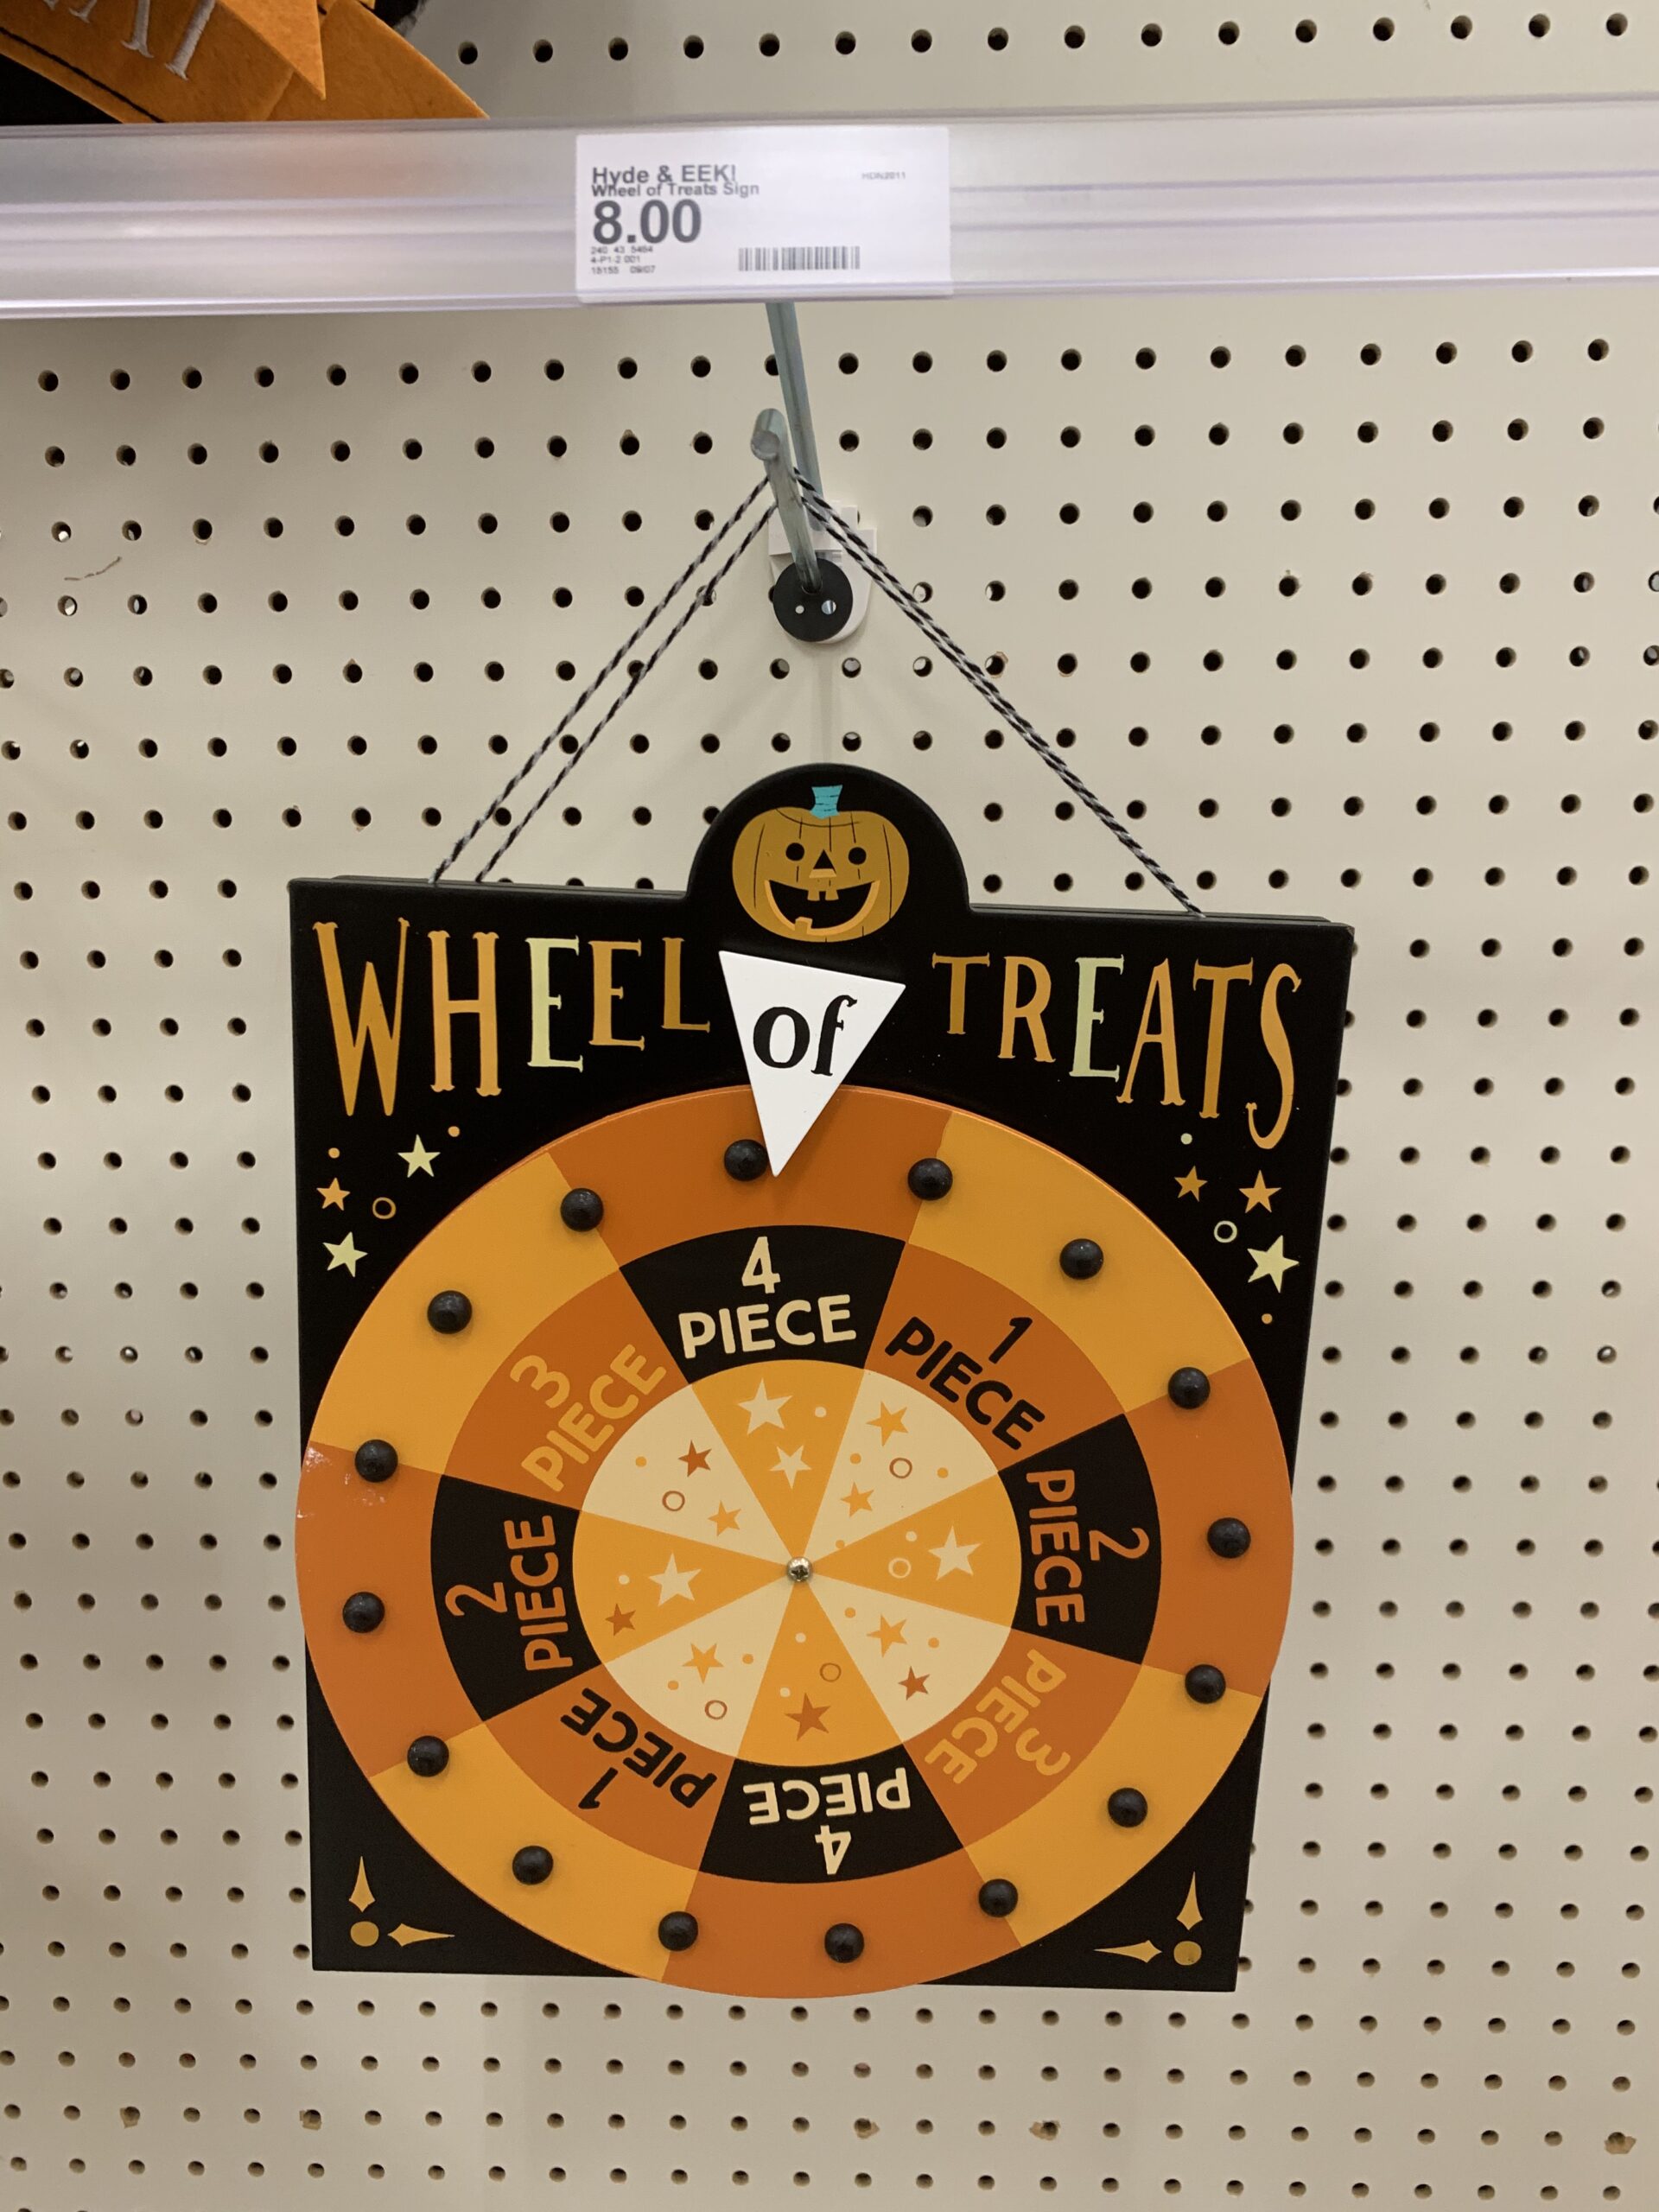 Hyde & EEK!
HDN2011
Wheel of Treats Sign
8.00
240 43 5464
4-P1-2 001
15155 09/07
WHEEL of TREATS
4
PIECE
1
PIECE
2
PIECE
3
PIECE
4
PIECE
1
PIECE
2
PIECE
3
PIECE